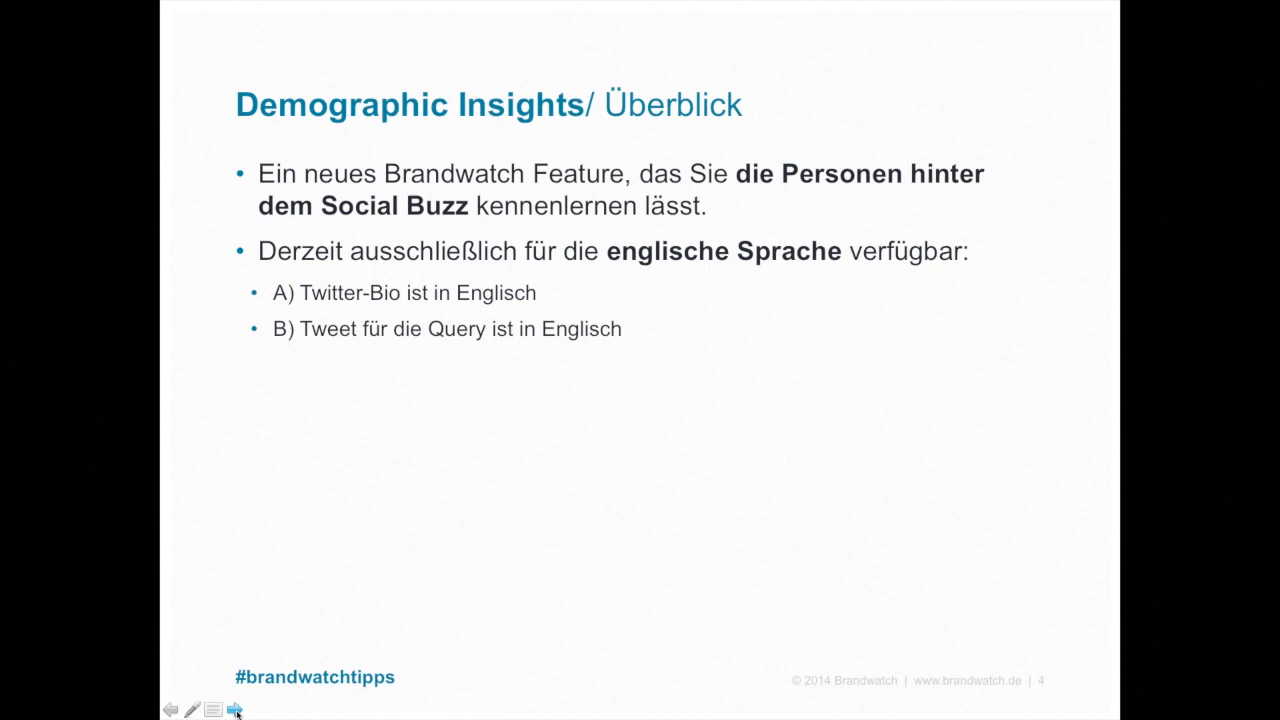 Demographic Insights/ Überblick
• Ein neues Brandwatch Feature, das Sie die Personen hinter
dem Social Buzz kennenlernen lässt.
• Derzeit ausschließlich für die englische Sprache verfügbar:
• A) Twitter-Bio ist in Englisch
• B) Tweet für die Query ist in Englisch
#brandwatchtipps
© 2014 Brandwatch | www.brandwatch.de | 4